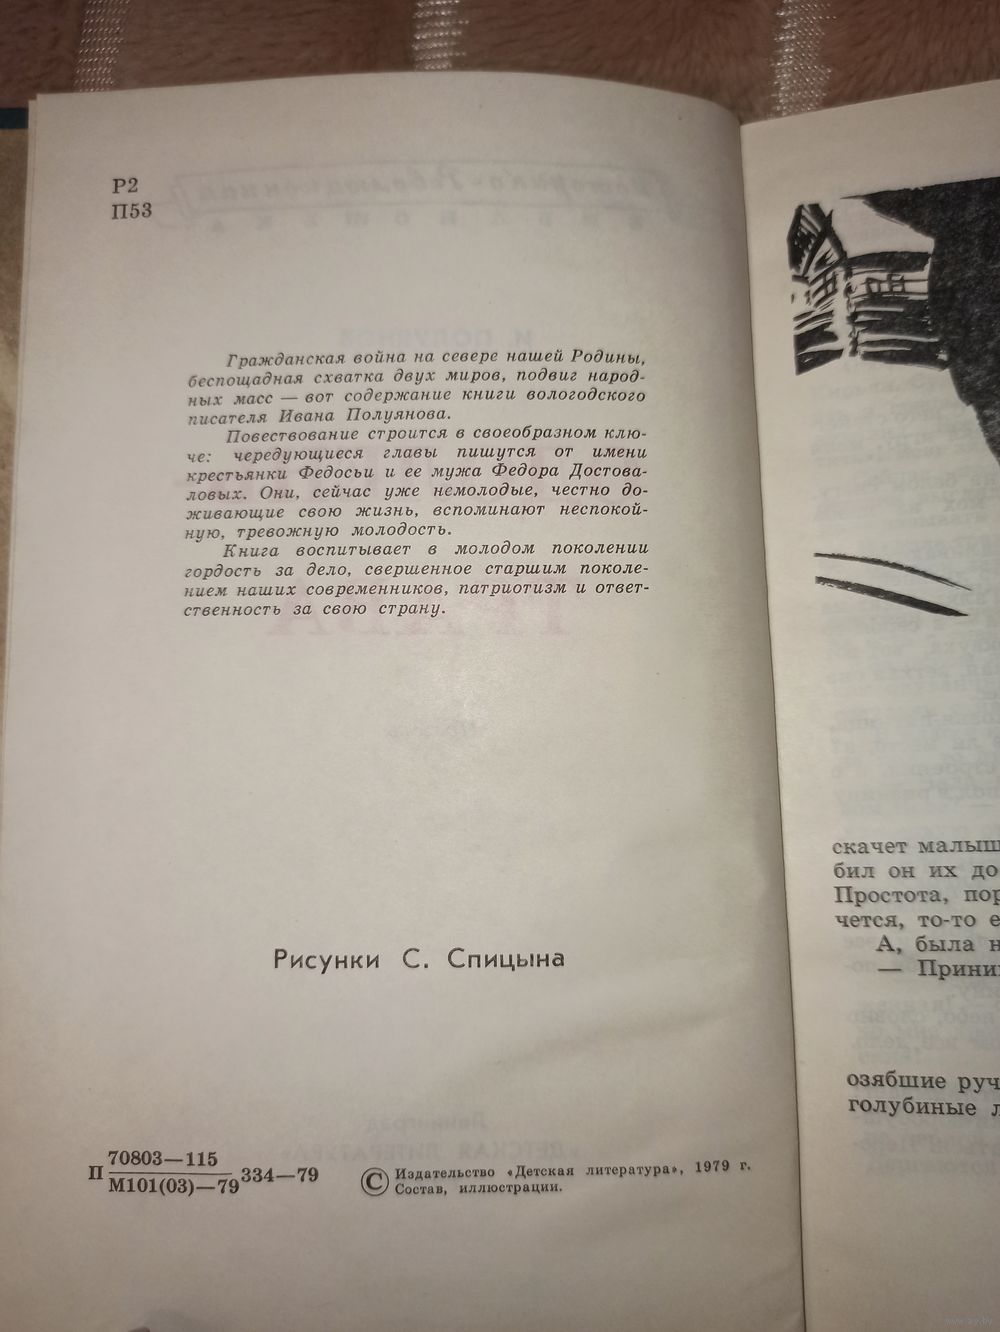 Р2
П53
Гражданская война на севере нашей Родины,
беспощадная схватка двух миров, подвиг народ-
ных масс — вот содержание книги вологодского
писателя Ивана Полуянова.
Повествование строится в своеобразном клю-
че: чередующиеся главы пишутся от имени
крестьянки Федосьи и ее мужа Федора Достова-
ловых. Они, сейчас уже немолодые, честно до-
живающие свою жизнь, вспоминают неспокой-
ную, тревожную молодость.
Книга воспитывает в молодом поколении
гордость за дело, свершенное старшим поколе-
нием наших современников, патриотизм и ответ-
ственность за свою страну.
Рисунки С. Спицына
П 70803—115
М101(03)—79 334—79
© Издательство «Детская литература», 1979 г.
Состав, иллюстрации.
скачет малыш
бил он их до
Простота, пор
чется, то-то е
А, была н
— Прини
озябшие руч
голубиные л